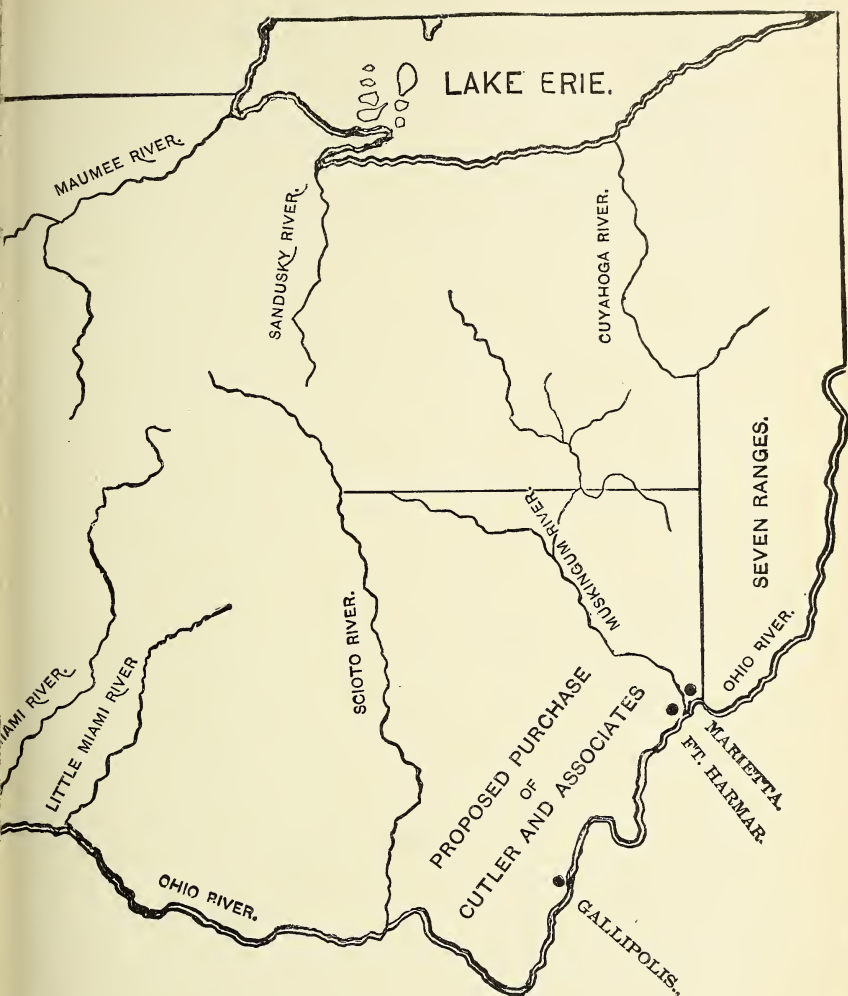 LAKE ERIE.
MAUMEE RIVER.
SANDUSKY RIVER.
CUYAHOGA RIVER.
SEVEN RANGES.
MUSKINGUM RIVER.
SCIOTO RIVER.
OHIO RIVER.
IAMI RIVER.
LITTLE MIAMI RIVER
PROPOSED PURCHASE
OF
CUTLER AND ASSOCIATES
MARIETTA.
FT. HARMAR.
OHIO RIVER.
GALLIPOLIS.